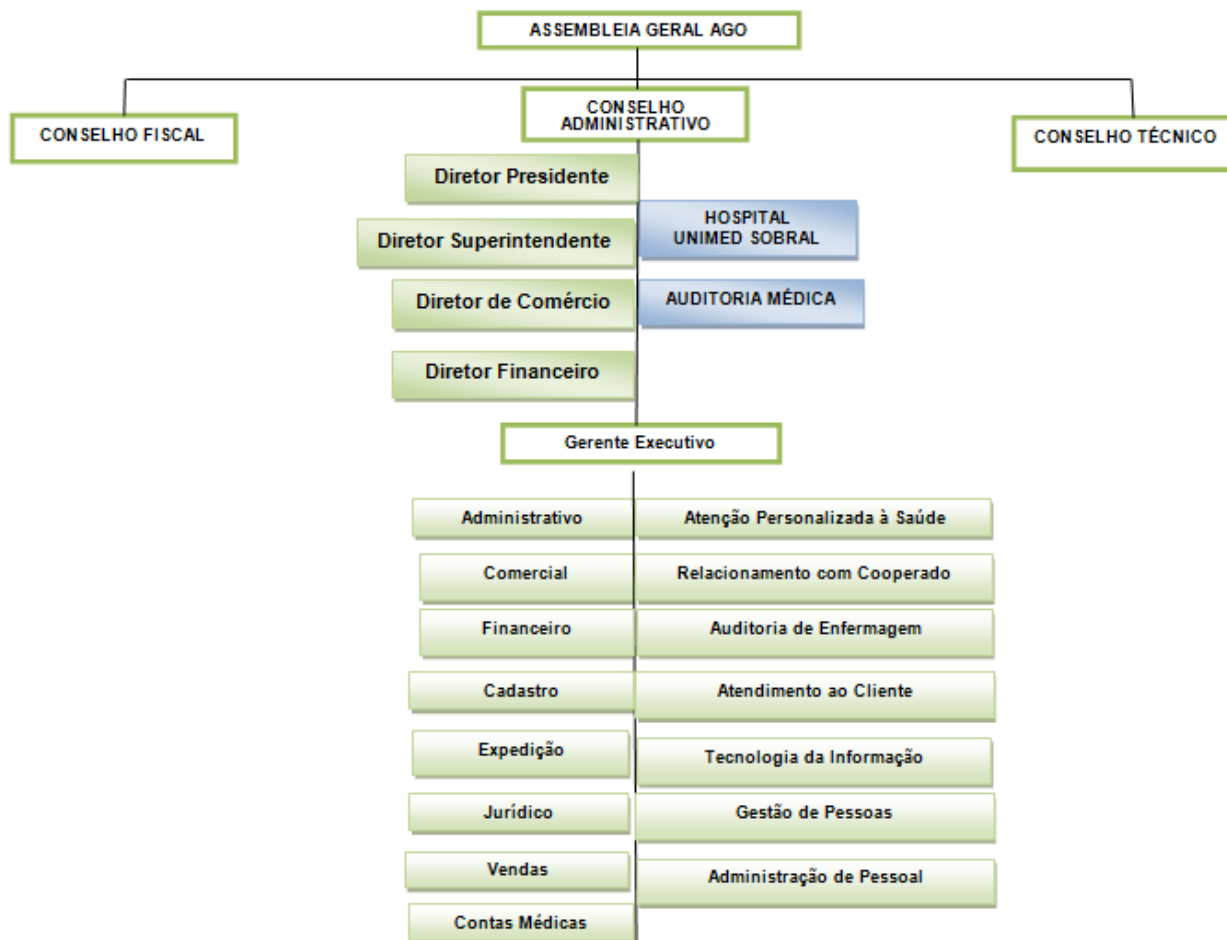 ASSEMBLEIA GERAL AGO
CONSELHO FISCAL
CONSELHO
ADMINISTRATIVO
CONSELHO TÉCNICO
Diretor Presidente
HOSPITAL
UNIMED SOBRAL
Diretor Superintendente
Diretor de Comércio
AUDITORIA MÉDICA
Diretor Financeiro
Gerente Executivo
Administrativo
Atenção Personalizada à Saúde
Comercial
Relacionamento com Cooperado
Financeiro
Auditoria de Enfermagem
Cadastro
Atendimento ao Cliente
Expedição
Tecnologia da Informação
Jurídico
Gestão de Pessoas
Vendas
Administração de Pessoal
Contas Médicas